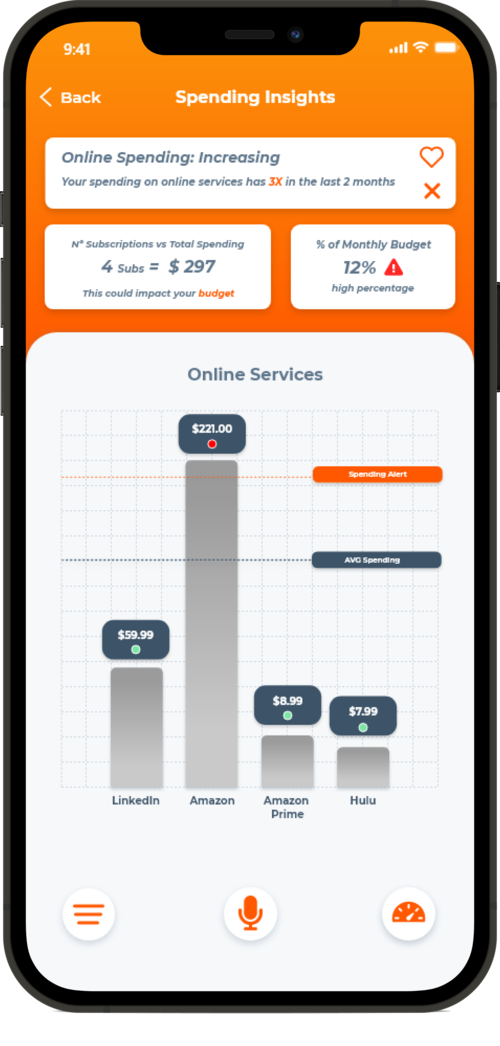 9:41
Back
Spending Insights
Online Spending: Increasing
Your spending on online services has 3X in the last 2 months
N° Subscriptions vs Total Spending
4 Subs = $ 297
This could impact your budget
% of Monthly Budget
12%
high percentage
Online Services
$221.00
Spending Alert
AVG Spending
$59.99
$8.99
$7.99
LinkedIn
Amazon
Amazon
Prime
Hulu